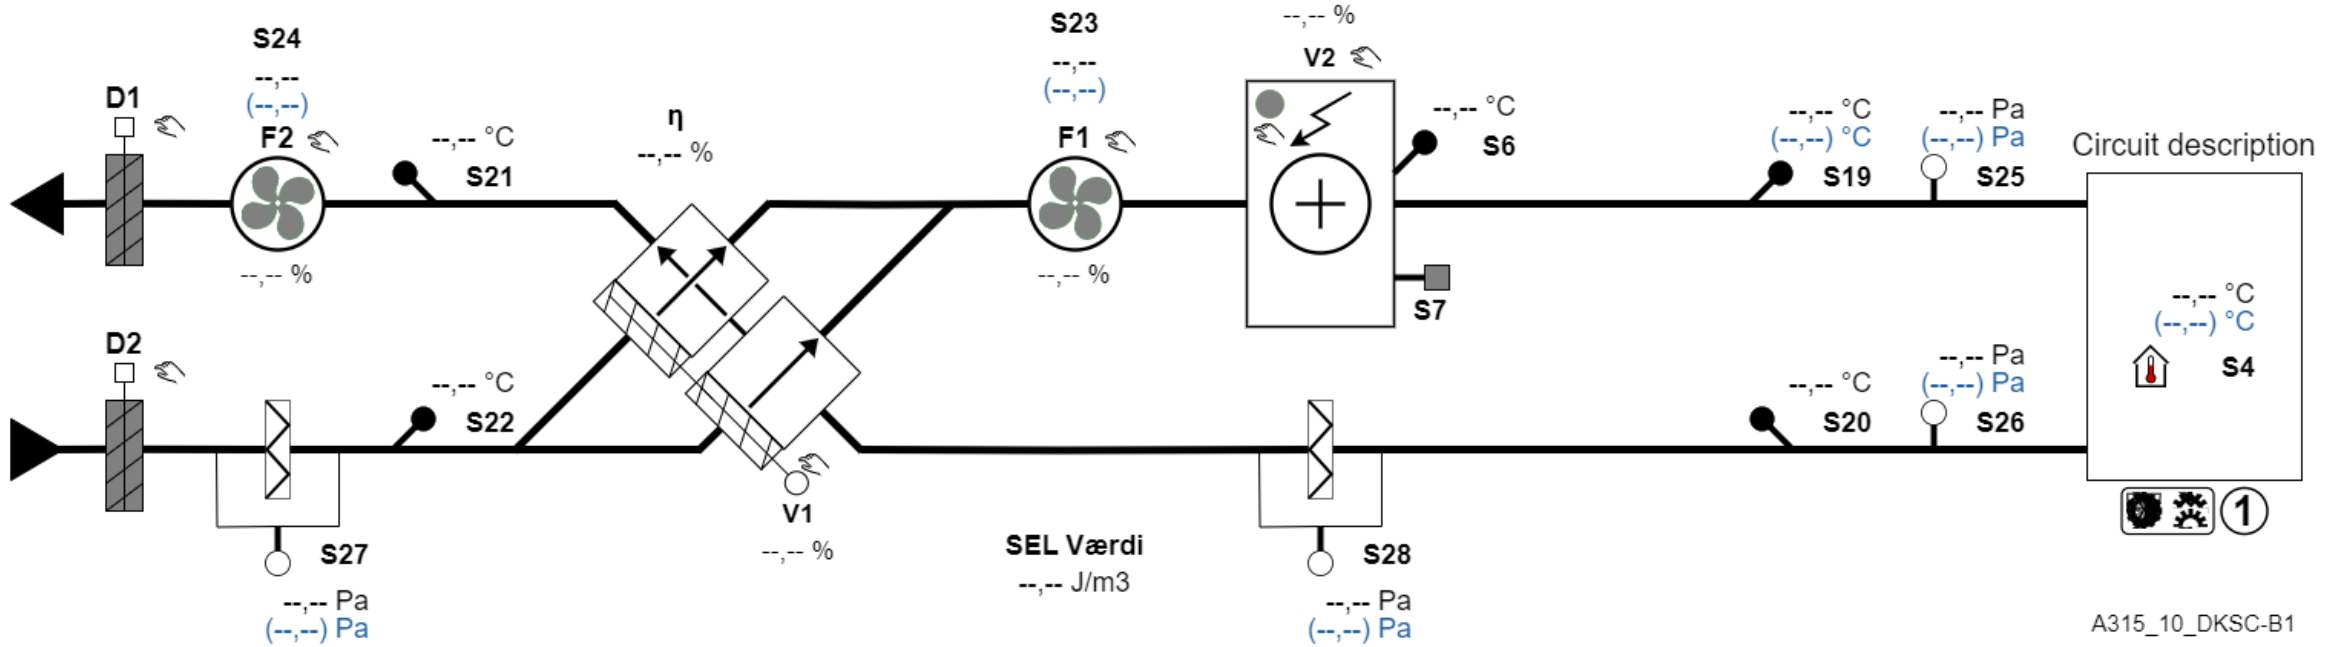 S24
--,--
(--,--)
F2
--,-- %
D1
--,-- °C
S21
η
--,-- %
S23
--,--
(--,--)
F1
--,-- %
--,-- %
V2
--,-- °C
S6
S7
--,-- °C
(--,--) °C
S19
--,-- Pa
(--,--) Pa
S25
Circuit description
--,-- °C
(--,--) °C
S4
1
D2
--,-- °C
S22
S27
--,-- Pa
(--,--) Pa
V1
--,-- %
SEL Værdi
--,-- J/m3
S28
--,-- Pa
(--,--) Pa
--,-- °C
S20
--,-- Pa
(--,--) Pa
S26
A315_10_DKSC-B1